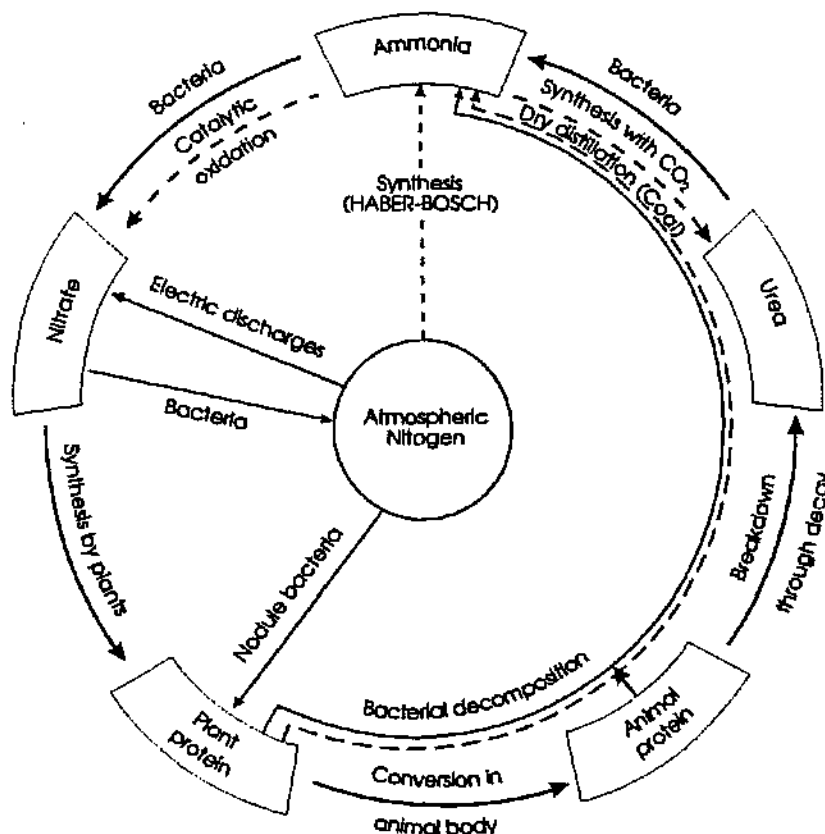 Ammonia
Bacteria
Catalytic
oxidation
Bacteria
Synthesis with CO2
Dry distillation (Coal)
Synthesis
(HABER-BOSCH)
Nitrate
Urea
Electric discharges
Bacteria
Atmospheric
Nitogen
Synthesis by plants
Nodule bacteria
Breakdown
through decay
Bacterial decomposition
Plant
protein
Animal
protein
Conversion in
animal body